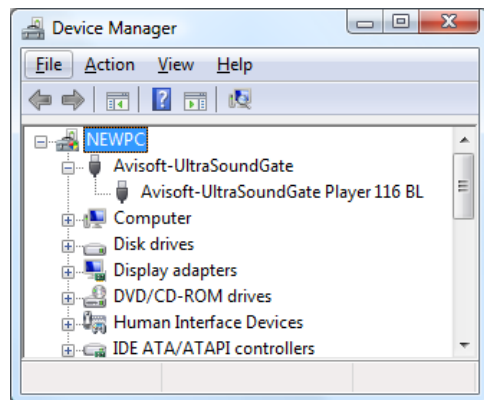 Device Manager
File Action View Help
NEWPC
Avisoft-UltraSoundGate
Avisoft-UltraSoundGate Player 116 BL
Computer
Disk drives
Display adapters
DVD/CD-ROM drives
Human Interface Devices
IDE ATA/ATAPI controllers